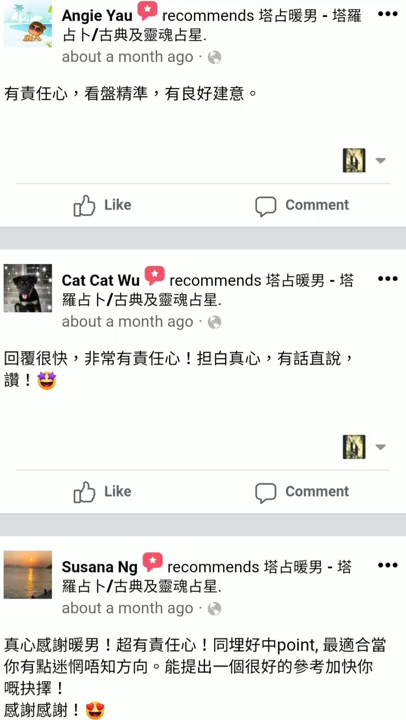 Angie Yau recommends 塔占暖男 - 塔羅
占卜/古典及靈魂占星.
about a month ago ·
有責任心，看盤精準，有良好建意。
Like Comment
Cat Cat Wu recommends 塔占暖男 - 塔
羅占卜/古典及靈魂占星.
about a month ago ·
回覆很快，非常有責任心！担白真心，有話直說，
讚！🤩
Like Comment
Susana Ng recommends 塔占暖男 - 塔
羅占卜/古典及靈魂占星.
about a month ago ·
真心感謝暖男！超有責任心！同埋好中point, 最適合當
你有點迷惘唔知方向。能提出一個很好的參考加快你
嘅抉擇！
感謝感謝！😍